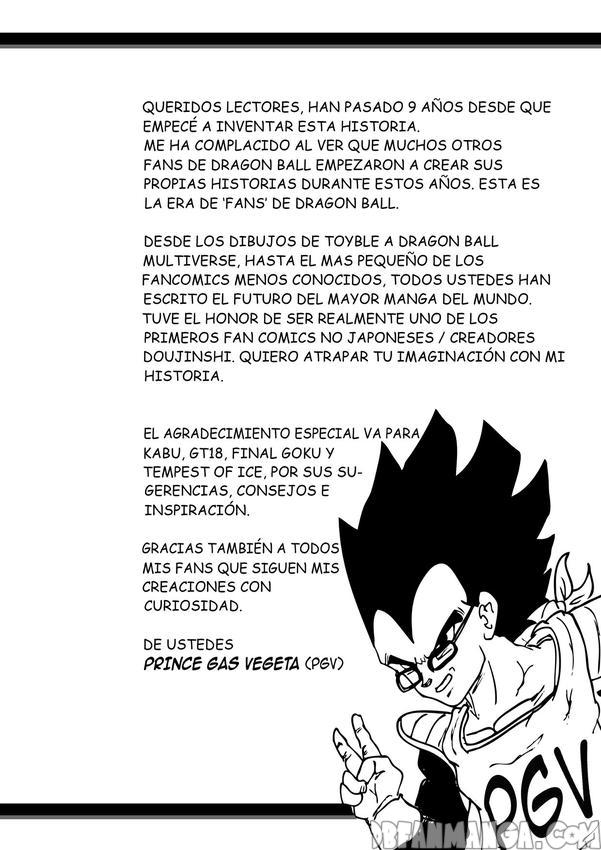 QUERIDOS LECTORES, HAN PASADO 9 AÑOS DESDE QUE
EMPECÉ A INVENTAR ESTA HISTORIA.
ME HA COMPLACIDO AL VER QUE MUCHOS OTROS
FANS DE DRAGON BALL EMPEZARON A CREAR SUS
PROPIAS HISTORIAS DURANTE ESTOS AÑOS. ESTA ES
LA ERA DE 'FANS' DE DRAGON BALL.
DESDE LOS DIBUJOS DE TOYBLE A DRAGON BALL
MULTIVERSE, HASTA EL MAS PEQUEÑO DE LOS
FANCOMICS MENOS CONOCIDOS, TODOS USTEDES HAN
ESCRITO EL FUTURO DEL MAYOR MANGA DEL MUNDO.
TUVE EL HONOR DE SER REALMENTE UNO DE LOS
PRIMEROS FAN COMICS NO JAPONESES / CREADORES
DOUJINSHI. QUIERO ATRAPAR TU IMAGINACIÓN CON MI
HISTORIA.
EL AGRADECIMIENTO ESPECIAL VA PARA
KABU, GT18, FINAL GOKU Y
TEMPEST OF ICE, POR SUS SU-
GERENCIAS, CONSEJOS E
INSPIRACIÓN.
GRACIAS TAMBIÉN A TODOS
MIS FANS QUE SIGUEN MIS
CREACIONES CON
CURIOSIDAD.
DE USTEDES
PRINCE GAS VEGETA (PGV)
PGV
DBFANMANGA.COM